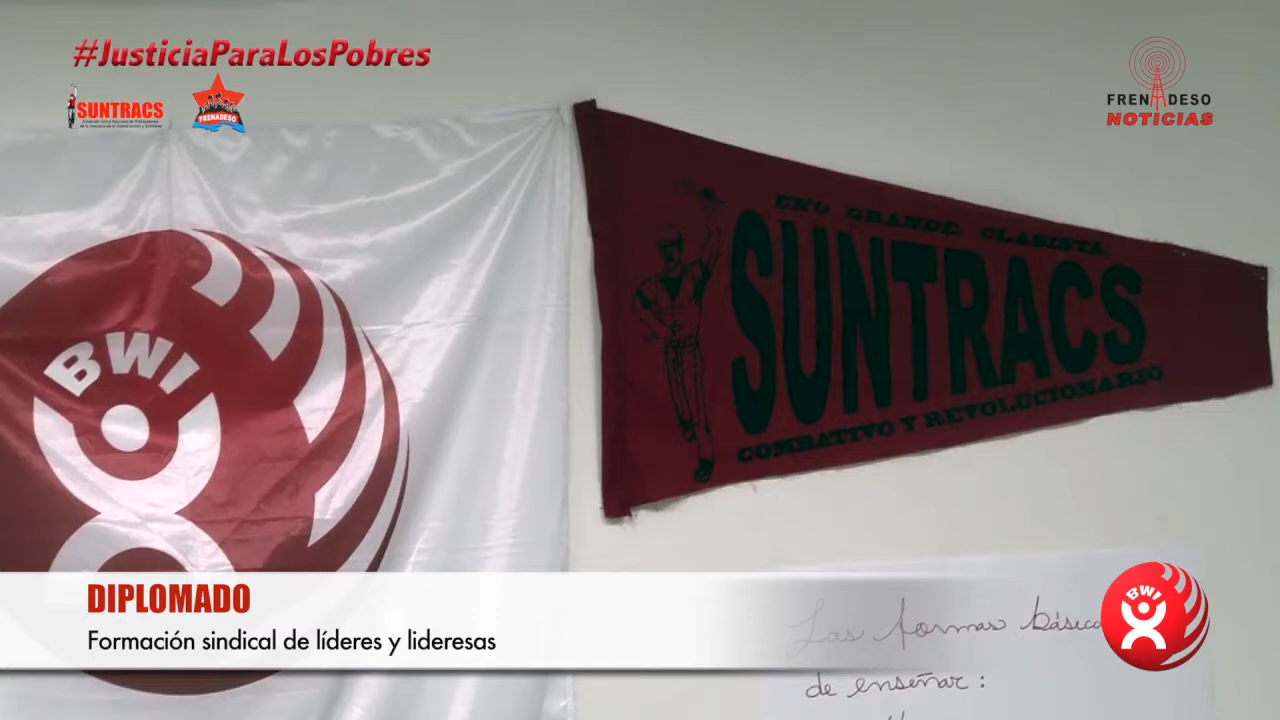 #JusticiaParaLosPobres
SUNTRACS
FRENADESO
FRENADESO
NOTICIAS
UNO GRANDE, CLASISTA
SUNTRACS
COMBATIVO Y REVOLUCIONARIO
BWI
DIPLOMADO
Formación sindical de líderes y lideresas
BWI
Las formas básica
de enseñar: